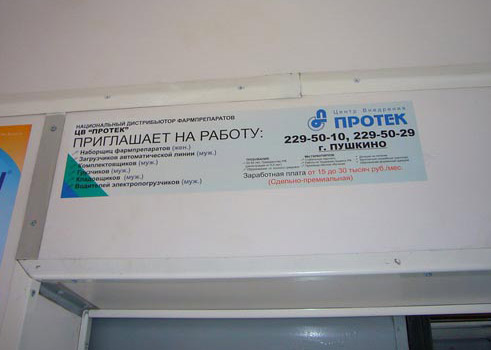 НАЦИОНАЛЬНЫЙ ДИСТРИБЬЮТОР ФАРМПРЕПАРАТОВ
ЦВ "ПРОТЕК"
ПРИГЛАШАЕТ НА РАБОТУ:
Наборщиц фармпрепаратов (жен.)
Загрузчиков автоматической линии (муж.)
Комплектовщиков (муж.)
Грузчиков (муж.)
Кладовщиков (муж.)
Водителей электропогрузчиков (муж.)
Центр Внедрения
ПРОТЕК
229-50-10, 229-50-29
г. ПУШКИНО
Заработная плата от 15 до 30 тысяч руб./мес.
(Сдельно-премиальная)